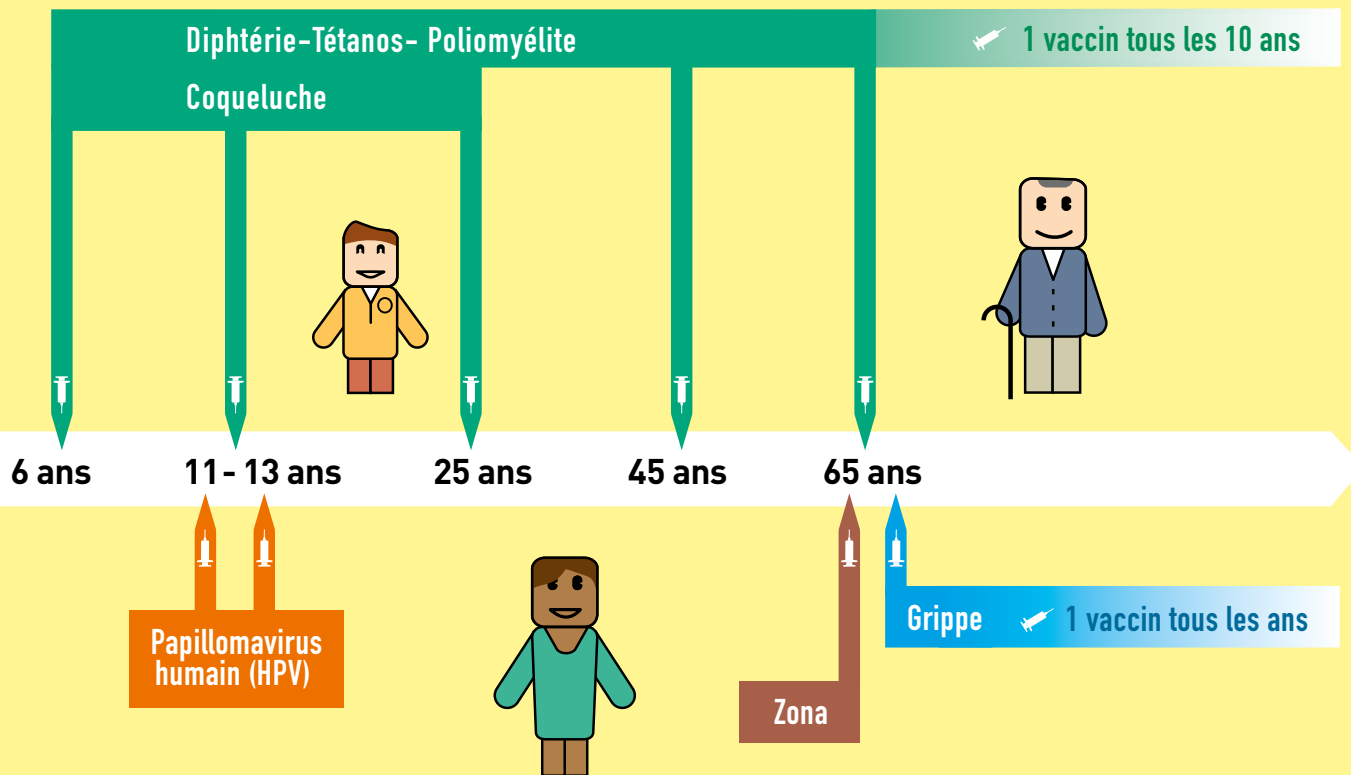 Diphtérie-Tétanos- Poliomyélite
1 vaccin tous les 10 ans
Coqueluche
6 ans
11- 13 ans
25 ans
45 ans
65 ans
Papillomavirus
humain (HPV)
Grippe
1 vaccin tous les ans
Zona